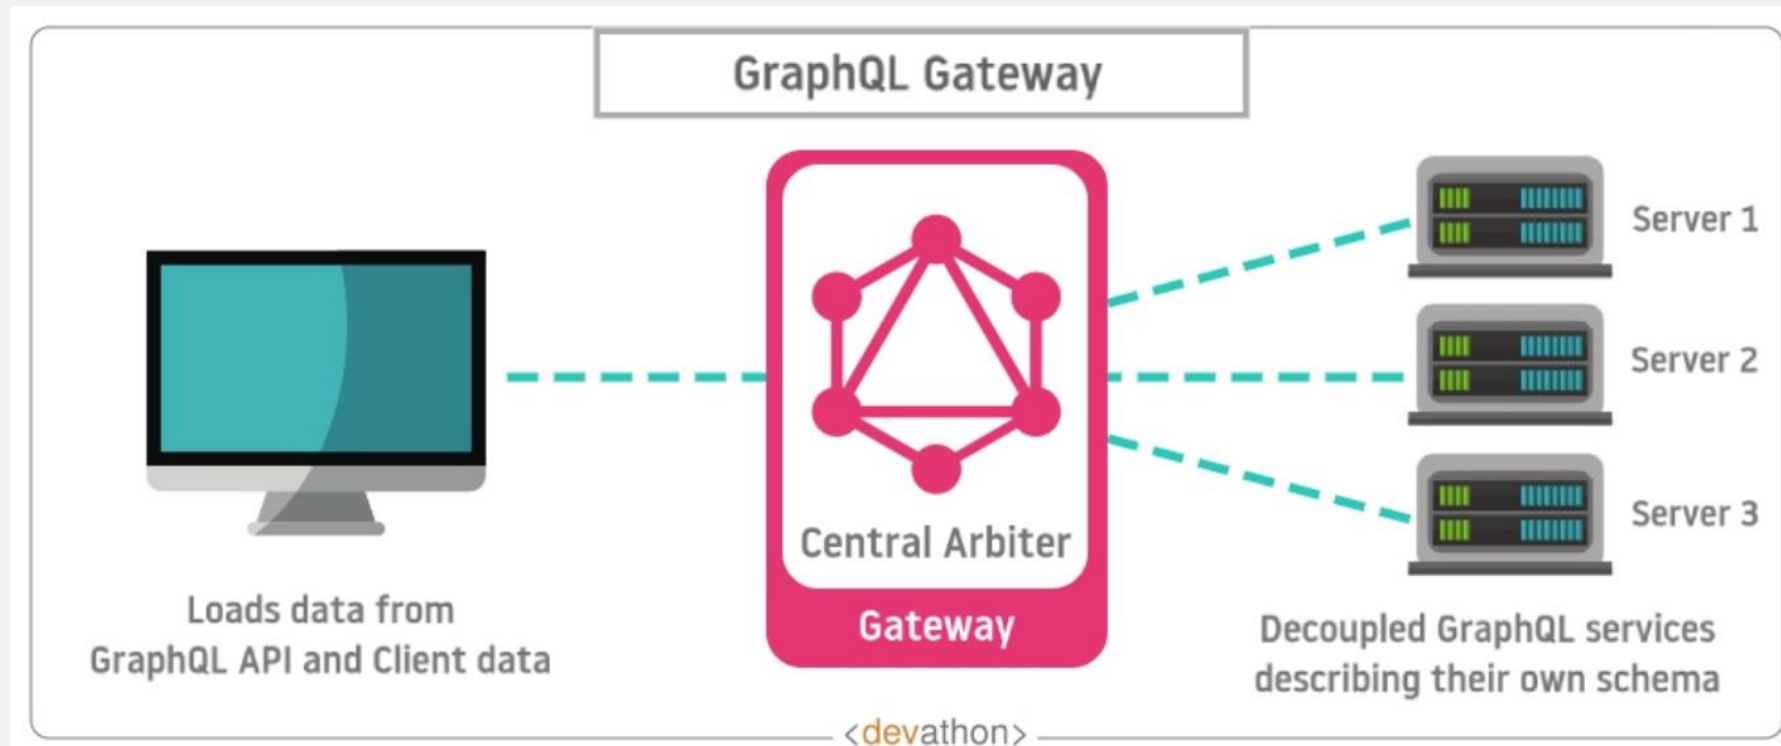 GraphQL Gateway
Loads data from
GraphQL API and Client data
Central Arbiter
Gateway
Server 1
Server 2
Server 3
Decoupled GraphQL services
describing their own schema
<devathon>